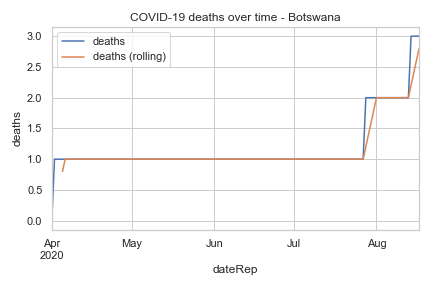 COVID-19 deaths over time - Botswana
deaths
deaths (rolling)
deaths
3.0
2.5
2.0
1.5
1.0
0.5
0.0
Apr May Jun Jul Aug
2020
dateRep